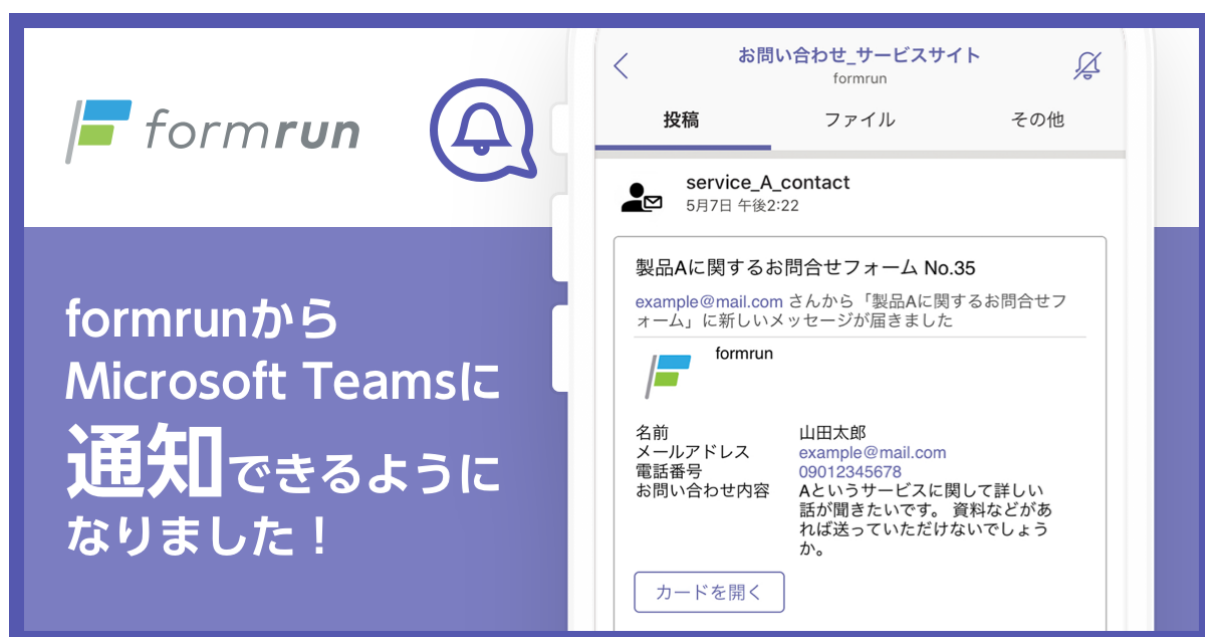 formrun
formrunから
Microsoft Teamsに
通知できるように
なりました！
お問い合わせ_サービスサイト
formrun
投稿 ファイル その他
service_A_contact
5月7日 午後2:22
製品Aに関するお問合せフォーム No.35
example@mail.com さんから「製品Aに関するお問合せフ
ォーム」に新しいメッセージが届きました
formrun
名前 山田太郎
メールアドレス example@mail.com
電話番号 09012345678
お問い合わせ内容 Aというサービスに関して詳しい
話が聞きたいです。 資料などがあ
れば送っていただけないでしょう
か。
カードを開く